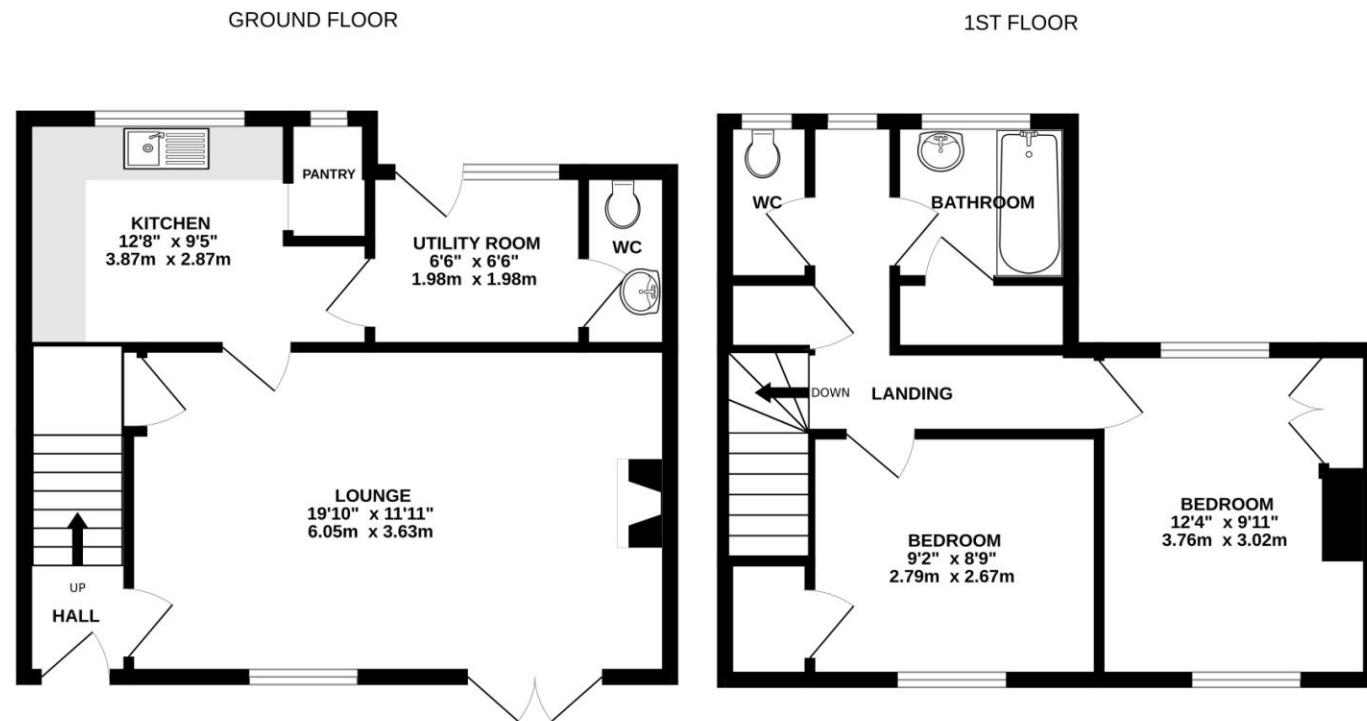 GROUND FLOOR
1ST FLOOR
KITCHEN
12'8" x 9'5"
3.87m x 2.87m
PANTRY
UTILITY ROOM
6'6" x 6'6"
1.98m x 1.98m
WC
LOUNGE
19'10" x 11'11"
6.05m x 3.63m
UP
HALL
WC
BATHROOM
DOWN
LANDING
BEDROOM
9'2" x 8'9"
2.79m x 2.67m
BEDROOM
12'4" x 9'11"
3.76m x 3.02m